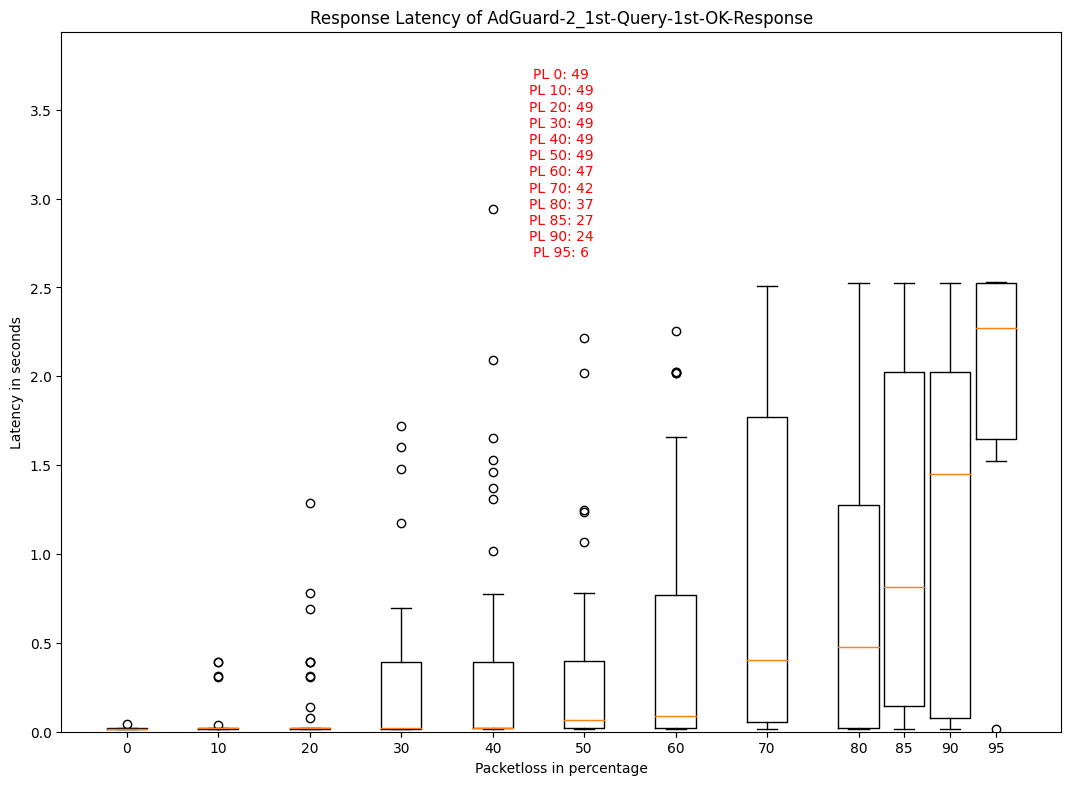 Response Latency of AdGuard-2_1st-Query-1st-OK-Response
PL 0: 49
PL 10: 49
PL 20: 49
PL 30: 49
PL 40: 49
PL 50: 49
PL 60: 47
PL 70: 42
PL 80: 37
PL 85: 27
PL 90: 24
PL 95: 6
Latency in seconds
3.5
3.0
2.5
2.0
1.5
1.0
0.5
0.0
0 10 20 30 40 50 60 70 80 85 90 95
Packetloss in percentage